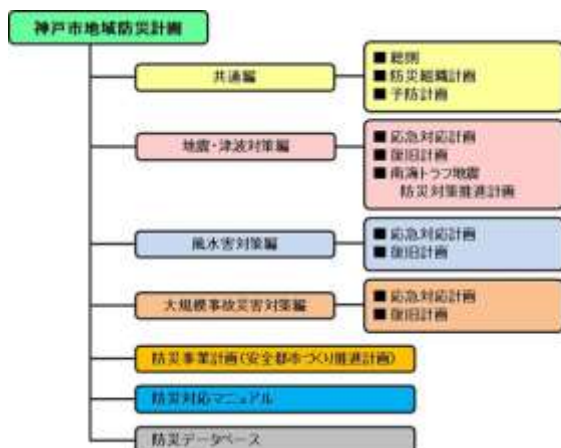 神戸市地域防災計画
共通編
■ 総則
■ 防災組織計画
■ 予防計画
地震・津波対策編
■ 応急対応計画
■ 復旧計画
■ 南海トラフ地震
防災対策推進計画
風水害対策編
■ 応急対応計画
■ 復旧計画
大規模事故災害対策編
■ 応急対応計画
■ 復旧計画
防災事業計画(安全都市づくり推進計画)
防災対応マニュアル
防災データベース